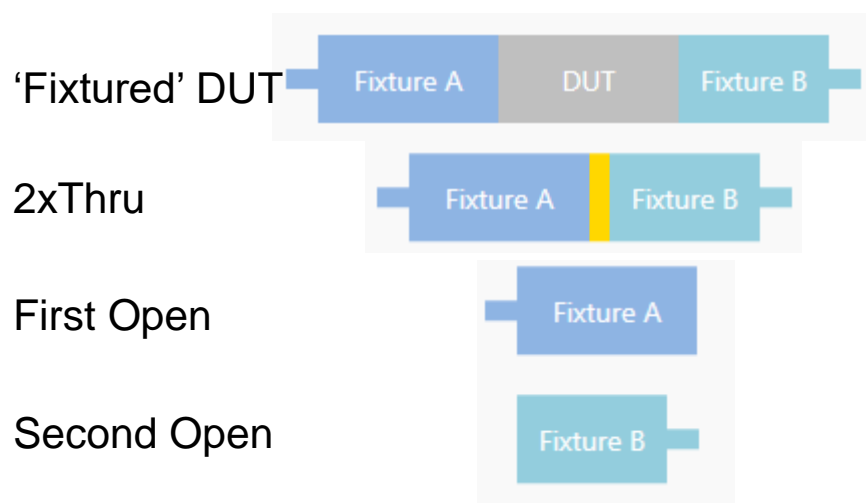 ‘Fixtured’ DUT Fixture A DUT Fixture B
2xThru Fixture A Fixture B
First Open Fixture A
Second Open Fixture B